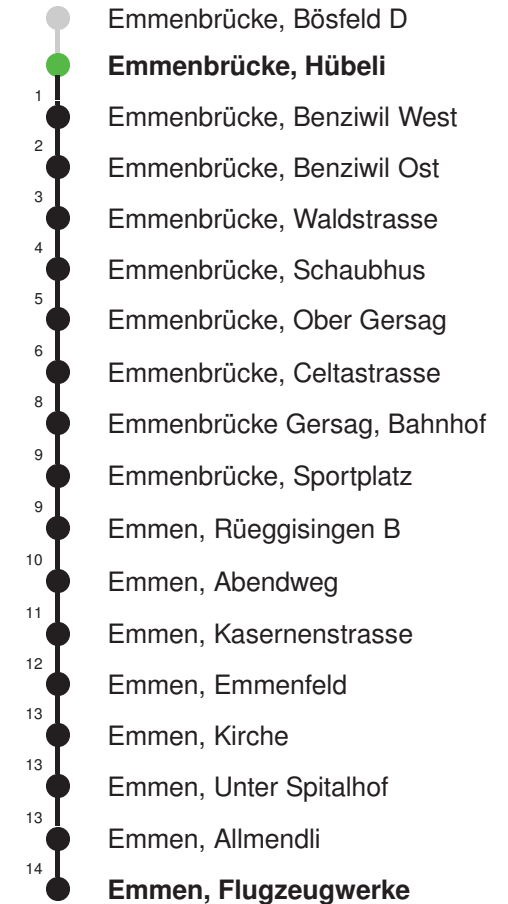 Emmenbrücke, Bösfeld D
Emmenbrücke, Hübeli
1
Emmenbrücke, Benziwil West
2
Emmenbrücke, Benziwil Ost
3
Emmenbrücke, Waldstrasse
4
Emmenbrücke, Schaubhus
5
Emmenbrücke, Ober Gersag
6
Emmenbrücke, Celtastrasse
8
Emmenbrücke Gersag, Bahnhof
9
Emmenbrücke, Sportplatz
9
Emmen, Rüeggisingen B
10
Emmen, Abendweg
11
Emmen, Kasernenstrasse
12
Emmen, Emmenfeld
13
Emmen, Kirche
13
Emmen, Unter Spitalhof
13
Emmen, Allmendli
14
Emmen, Flugzeugwerke